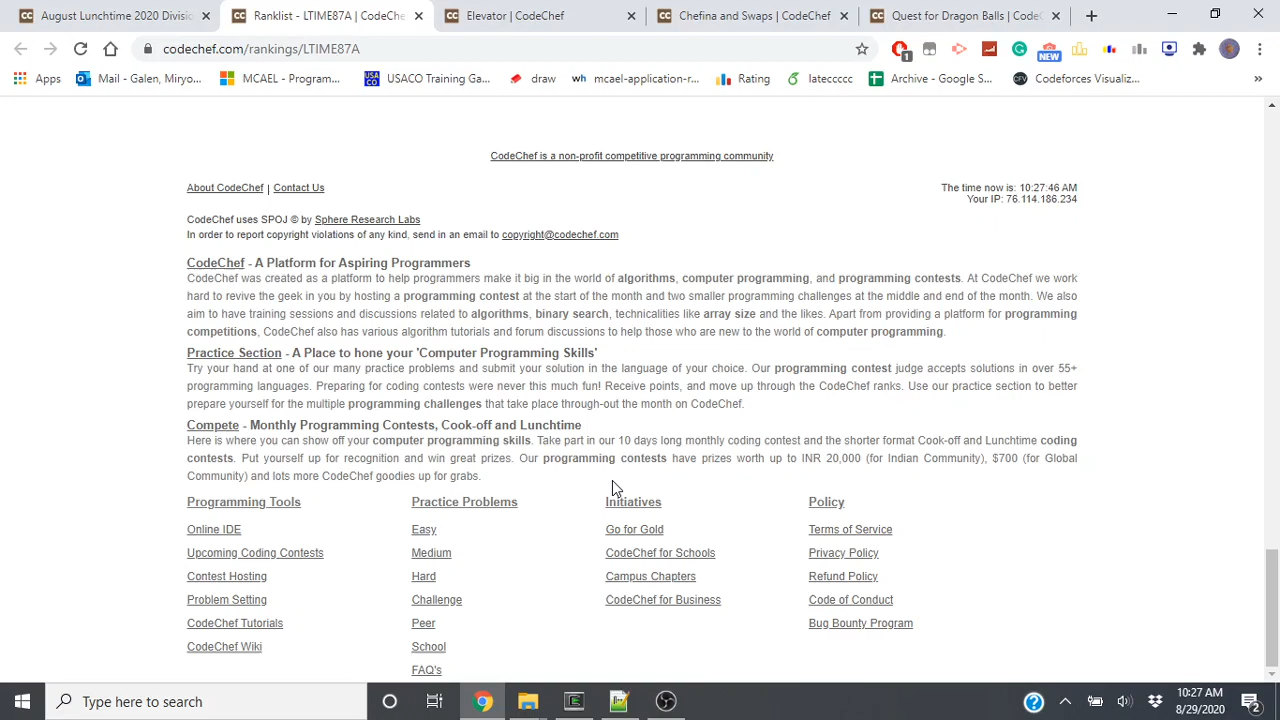 August Lunchtime 2020 Divisio
Ranklist - LTIME87A | CodeChe
Elevator | CodeChef
Chefina and Swaps | CodeChef
Quest for Dragon Balls | CodeC
codechef.com/rankings/LTIME87A
1
NEW
Apps
Mail - Galen, Miryo...
MCAEL - Program...
USACO Training Ga...
draw
mcael-application-r...
Rating
lateccccc
Archive - Google S...
Codeforces Visualiz...
»
CodeChef is a non-profit competitive programming community
About CodeChef | Contact Us
The time now is: 10:27:46 AM
Your IP: 76.114.186.234
CodeChef uses SPOJ © by Sphere Research Labs
In order to report copyright violations of any kind, send in an email to copyright@codechef.com
CodeChef - A Platform for Aspiring Programmers
CodeChef was created as a platform to help programmers make it big in the world of algorithms, computer programming, and programming contests. At CodeChef we work
hard to revive the geek in you by hosting a programming contest at the start of the month and two smaller programming challenges at the middle and end of the month. We also
aim to have training sessions and discussions related to algorithms, binary search, technicalities like array size and the likes. Apart from providing a platform for programming
competitions, CodeChef also has various algorithm tutorials and forum discussions to help those who are new to the world of computer programming.
Practice Section - A Place to hone your 'Computer Programming Skills'
Try your hand at one of our many practice problems and submit your solution in the language of your choice. Our programming contest judge accepts solutions in over 55+
programming languages. Preparing for coding contests were never this much fun! Receive points, and move up through the CodeChef ranks. Use our practice section to better
prepare yourself for the multiple programming challenges that take place through-out the month on CodeChef.
Compete - Monthly Programming Contests, Cook-off and Lunchtime
Here is where you can show off your computer programming skills. Take part in our 10 days long monthly coding contest and the shorter format Cook-off and Lunchtime coding
contests. Put yourself up for recognition and win great prizes. Our programming contests have prizes worth up to INR 20,000 (for Indian Community), $700 (for Global
Community) and lots more CodeChef goodies up for grabs.
Programming Tools
Online IDE
Upcoming Coding Contests
Contest Hosting
Problem Setting
CodeChef Tutorials
CodeChef Wiki
Practice Problems
Easy
Medium
Hard
Challenge
Peer
School
FAQ's
Initiatives
Go for Gold
CodeChef for Schools
Campus Chapters
CodeChef for Business
Policy
Terms of Service
Privacy Policy
Refund Policy
Code of Conduct
Bug Bounty Program
Type here to search
10:27 AM
8/29/2020
2